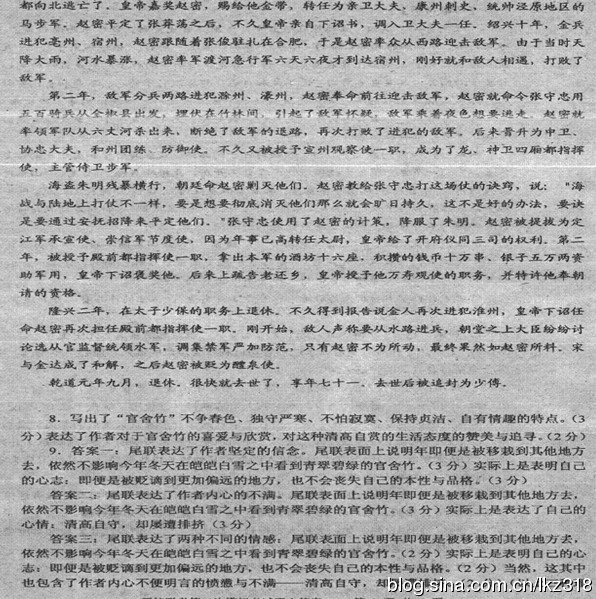 都向北逃亡了。皇帝嘉奖赵密，赐给他金带，转任为亲卫大夫、康州刺史，统帅泾原地区的
马步军。赵密平定了张莽荡之后，不久皇帝亲自下诏书，调入卫大夫一任。绍兴十年，金兵
进犯亳州、宿州，赵密跟随着张俊驻扎在合肥，于是赵密率众从西路迎击敌军。由于当时天
降大雨，河水暴涨，赵密率军渡河急行军六天六夜才到达宿州，刚好就和敌人相遇，打败了
敌军。
第二年，敌军分兵两路进犯滁州、濠州，赵密奉命前往迎击敌军，赵密就命令张守忠用
五百骑兵从全椒县出发，埋伏在竹林间，引起了敌军怀疑，敌军乘着夜色想要逃走，赵密就
率领军队从六丈河杀出来，断绝了敌军的退路，再次打败了进犯的敌军。后来晋升为中卫、
协忠大夫，和州团练、防御使。不久又被授予宣州观察使一职，成为了龙、神卫四厢都指挥
使，主管侍卫步军。
海盗朱明残暴横行，朝廷命赵密剿灭他们。赵密教给张守忠打这场仗的诀窍，说：“海
战与陆地上打仗不一样，要是想要彻底消灭他们那么就会旷日持久，这不是好的办法，要诀
是要通过安抚招降来平定他们。”张守忠使用了赵密的计策，降服了朱明。赵密被提拔为定
江军承宣使、崇信军节度使，因为年事已高转任太尉，皇帝给了开府仪同三司的权利。第二
年，被授予殿前都指挥使一职，拿出本军的酒坊十六座，积攒的钱币十万串、银子五万两资
助军用，皇帝下诏褒奖他。后来上疏告老还乡，皇帝授予他万寿观使的职务，并特许他奉朝
请的资格。
隆兴二年，在太子少保的职务上退休。不久得到报告说金人再次进犯淮州，皇帝下诏任
命赵密再次担任殿前都指挥使一职。刚开始，敌人声称要从水路进兵，朝堂之上大臣纷纷讨
论选从官监督统领水军，调集禁军严加防范，只有赵密不为所动，最终果然如赵密所料。宋
与金达成了和解，之后赵密被贬为醴泉使。
乾道元年九月，退休。很快就去世了，享年七十一。去世后被追封为少傅。
8．写出了“官舍竹”不争春色、独守严寒、不怕寂寞、保持贞洁、自有情趣的特点。（3
分）表达了作者对于官舍竹的喜爱与欣赏，对这种清高自赏的生活态度的赞美与追寻。（2分）
9．答案一：尾联表达了作者坚定的信念。尾联表面上说明年即便是被移栽到其他地方
去，依然不影响今年冬天在皑皑白雪之中看到青翠碧绿的官舍竹。（3分）实际上是表明自己
的心志：即便是被贬谪到更加偏远的地方，也不会丧失自己的本性与品格。（3分）
答案二：尾联表达了作者内心的不满。尾联表面上说明年即便是被移栽到其他地方去，
依然不影响今年冬天在皑皑白雪之中看到青翠碧绿的官舍竹。（3分）实际上是表达了自己的
心情：清高自守，却屡遭排挤（3分）
答案三：尾联表达了两种不同的情感：尾联表面上说明年即便是被移栽到其他地方去，
依然不影响今年冬天在皑皑白雪之中看到青翠碧绿的官舍竹。（2分）实际上是表明自己的心
志：即便是被贬谪到更加偏远的地方，也不会丧失自己的本性与品格。（2分）当然，这其中
也包含了作者内心不便明言的愤懑与不满——清高自守，却
blog.sina.com.cn/lkz318